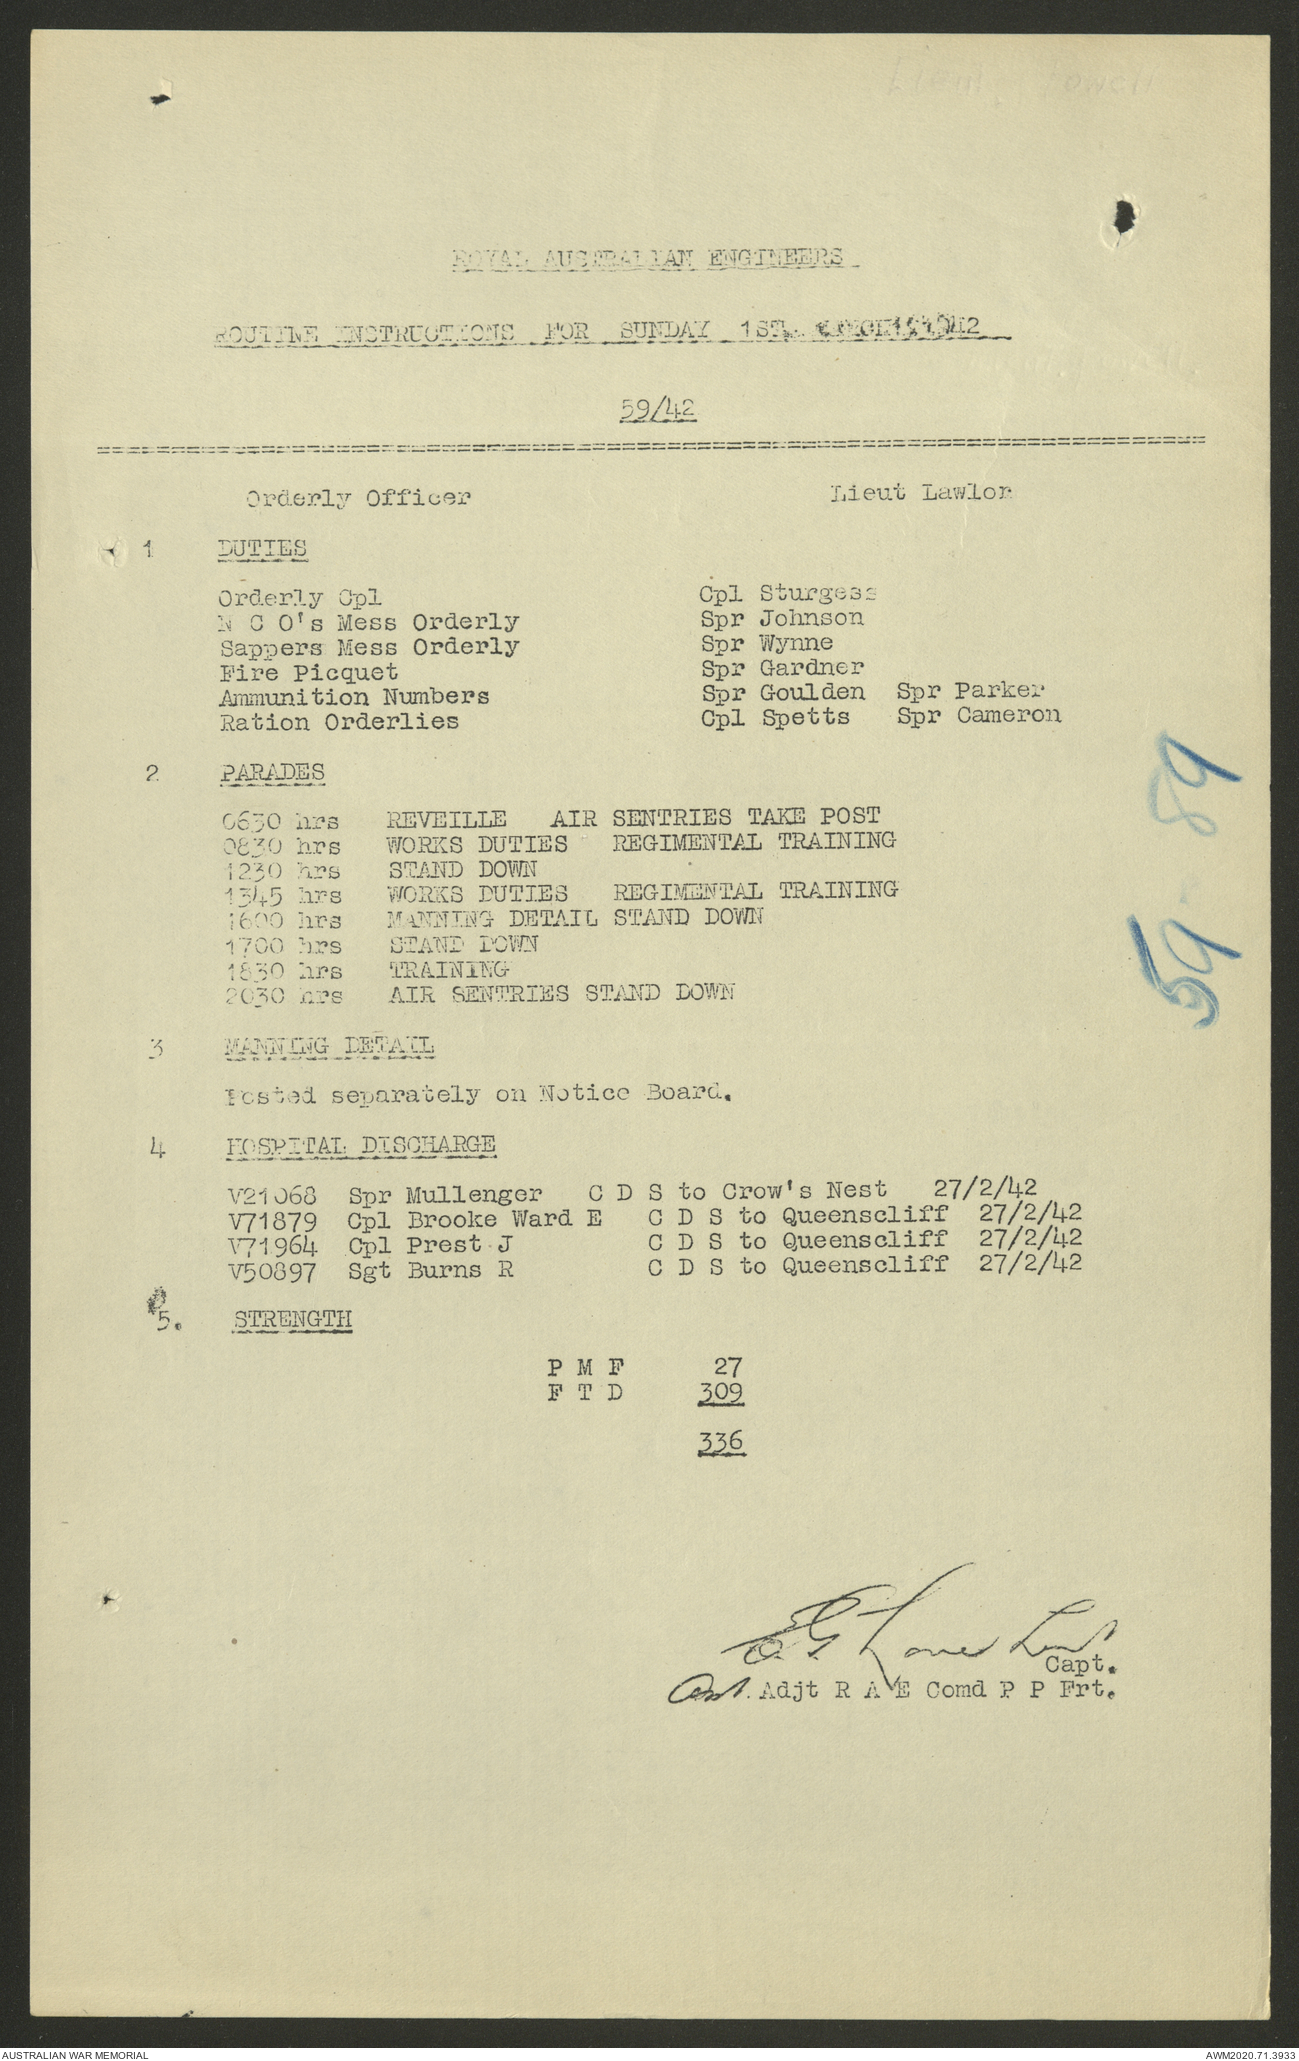 ROYAL AUSTRALIAN ENGINEERS
ROUTINE INSTRUCTIONS FOR SUNDAY 1ST.
59/42
Orderly Officer Lieut Lawlor
1 DUTIES
Orderly Cpl Cpl Sturgess
N C O's Mess Orderly Spr Johnson
Sappers Mess Orderly Spr Wynne
Fire Picquet Spr Gardner
Ammunition Numbers Spr Goulden Spr Parker
Ration Orderlies Cpl Spetts Spr Cameron
2 PARADES
0630 hrs REVEILLE AIR SENTRIES TAKE POST
0830 hrs WORKS DUTIES REGIMENTAL TRAINING
1230 hrs STAND DOWN
1345 hrs WORKS DUTIES REGIMENTAL TRAINING
1600 hrs MANNING DETAIL STAND DOWN
1700 hrs STAND DOWN
1830 hrs TRAINING
2030 hrs AIR SENTRIES STAND DOWN
59 - 89
3 MANNING DETAIL
Posted separately on Notice Board.
4 HOSPITAL DISCHARGE
V21068 Spr Mullenger C D S to Crow's Nest 27/2/42
V71879 Cpl Brooke Ward E C D S to Queenscliff 27/2/42
V71964 Cpl Prest J C D S to Queenscliff 27/2/42
V50897 Sgt Burns R C D S to Queenscliff 27/2/42
5. STRENGTH
P M F 27
F T D 309
336
Capt.
Adjt R A E Comd P P Frt.
AUSTRALIAN WAR MEMORIAL AWM2020.71.3933